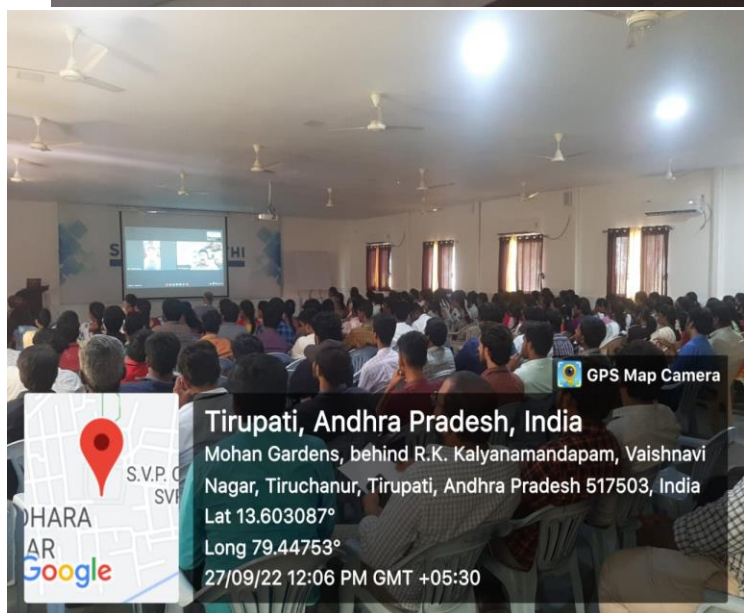 GPS Map Camera
Tirupati, Andhra Pradesh, India
Mohan Gardens, behind R.K. Kalyanamandapam, Vaishnavi
Nagar, Tiruchanur, Tirupati, Andhra Pradesh 517503, India
Lat 13.603087°
Long 79.44753°
27/09/22 12:06 PM GMT +05:30
S.V.P.
DHARA
AR
Google